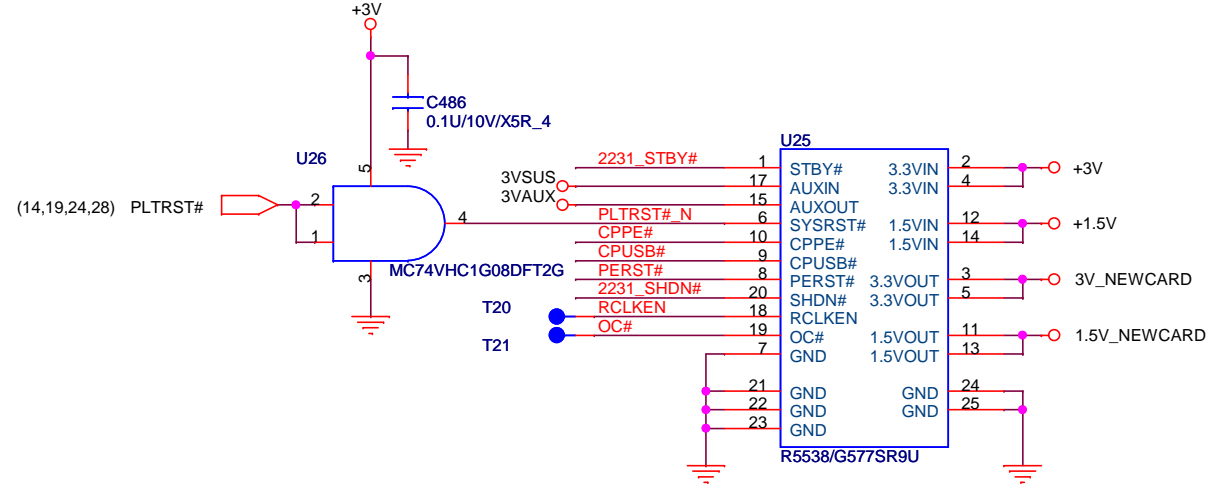 +3V
C486
0.1U/10V/X5R_4
U26
5
(14,19,24,28) PLTRST#
2
1
4
3
MC74VHC1G08DFT2G
U25
3VSUS
3VAUX
2231_STBY# 1 STBY# 3.3VIN 2 +3V
17 AUXIN 3.3VIN 4
15 AUXOUT
PLTRST#_N 6 SYSRST# 1.5VIN 12 +1.5V
CPPE# 10 CPPE# 1.5VIN 14
CPUSB# 9 CPUSB#
PERST# 8 PERST# 3.3VOUT 3 3V_NEWCARD
2231_SHDN# 20 SHDN# 3.3VOUT 5
T20 RCLKEN 18 RCLKEN
T21 OC# 19 OC# 1.5VOUT 11 1.5V_NEWCARD
7 GND 1.5VOUT 13
21 GND GND 24
22 GND GND 25
23 GND
R5538/G577SR9U